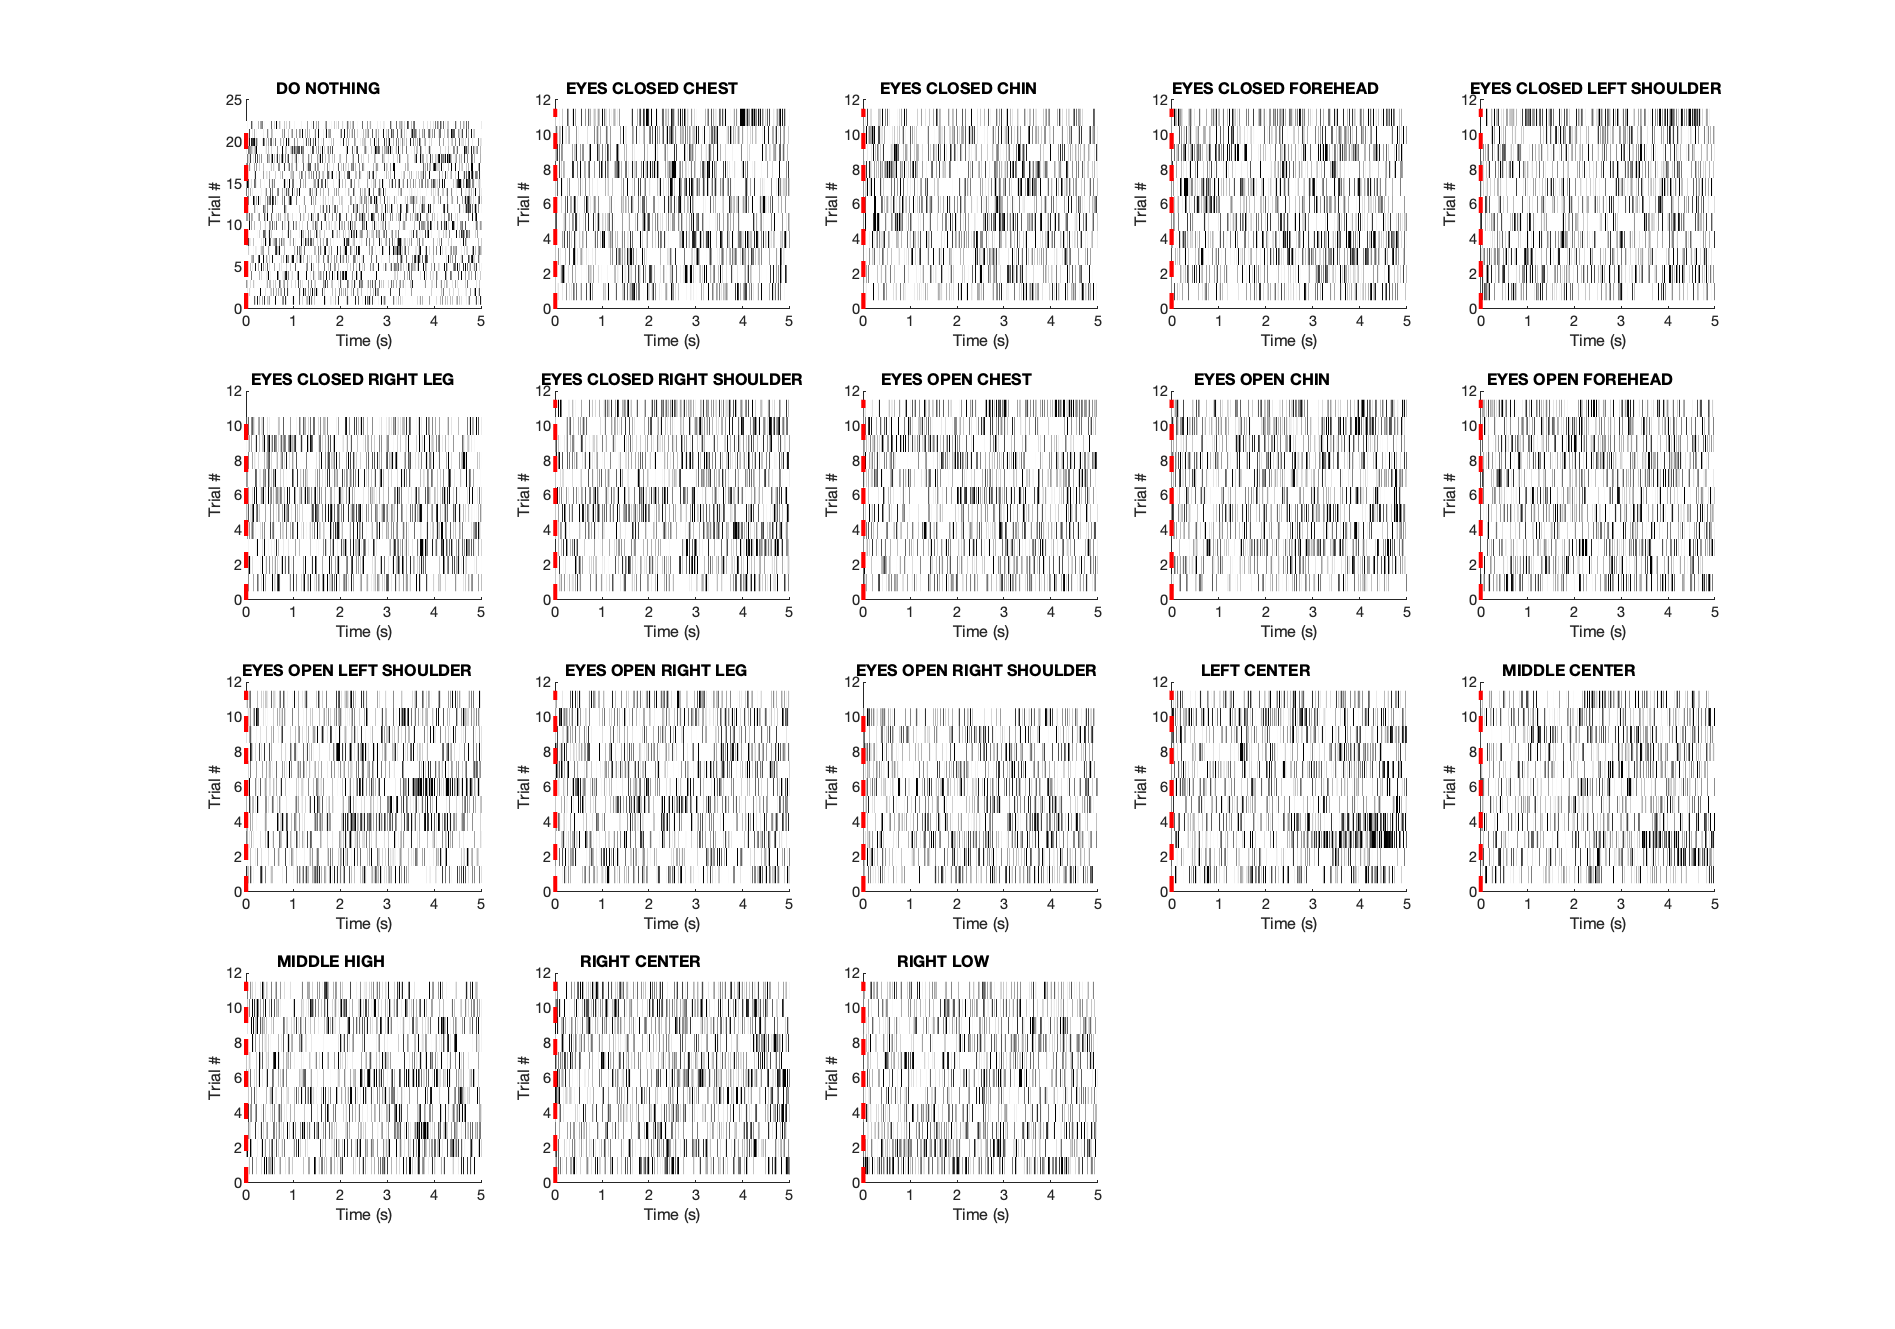 DO NOTHING
25
20
15
10
5
0
Trial #
0 1 2 3 4 5
Time (s)
EYES CLOSED CHEST
12
10
8
6
4
2
0
Trial #
0 1 2 3 4 5
Time (s)
EYES CLOSED CHIN
12
10
8
6
4
2
0
Trial #
0 1 2 3 4 5
Time (s)
EYES CLOSED FOREHEAD
12
10
8
6
4
2
0
Trial #
0 1 2 3 4 5
Time (s)
EYES CLOSED LEFT SHOULDER
12
10
8
6
4
2
0
Trial #
0 1 2 3 4 5
Time (s)
EYES CLOSED RIGHT LEG
12
10
8
6
4
2
0
Trial #
0 1 2 3 4 5
Time (s)
EYES CLOSED RIGHT SHOULDER
12
10
8
6
4
2
0
Trial #
0 1 2 3 4 5
Time (s)
EYES OPEN CHEST
12
10
8
6
4
2
0
Trial #
0 1 2 3 4 5
Time (s)
EYES OPEN CHIN
12
10
8
6
4
2
0
Trial #
0 1 2 3 4 5
Time (s)
EYES OPEN FOREHEAD
12
10
8
6
4
2
0
Trial #
0 1 2 3 4 5
Time (s)
EYES OPEN LEFT SHOULDER
12
10
8
6
4
2
0
Trial #
0 1 2 3 4 5
Time (s)
EYES OPEN RIGHT LEG
12
10
8
6
4
2
0
Trial #
0 1 2 3 4 5
Time (s)
EYES OPEN RIGHT SHOULDER
12
10
8
6
4
2
0
Trial #
0 1 2 3 4 5
Time (s)
LEFT CENTER
12
10
8
6
4
2
0
Trial #
0 1 2 3 4 5
Time (s)
MIDDLE CENTER
12
10
8
6
4
2
0
Trial #
0 1 2 3 4 5
Time (s)
MIDDLE HIGH
12
10
8
6
4
2
0
Trial #
0 1 2 3 4 5
Time (s)
RIGHT CENTER
12
10
8
6
4
2
0
Trial #
0 1 2 3 4 5
Time (s)
RIGHT LOW
12
10
8
6
4
2
0
Trial #
0 1 2 3 4 5
Time (s)